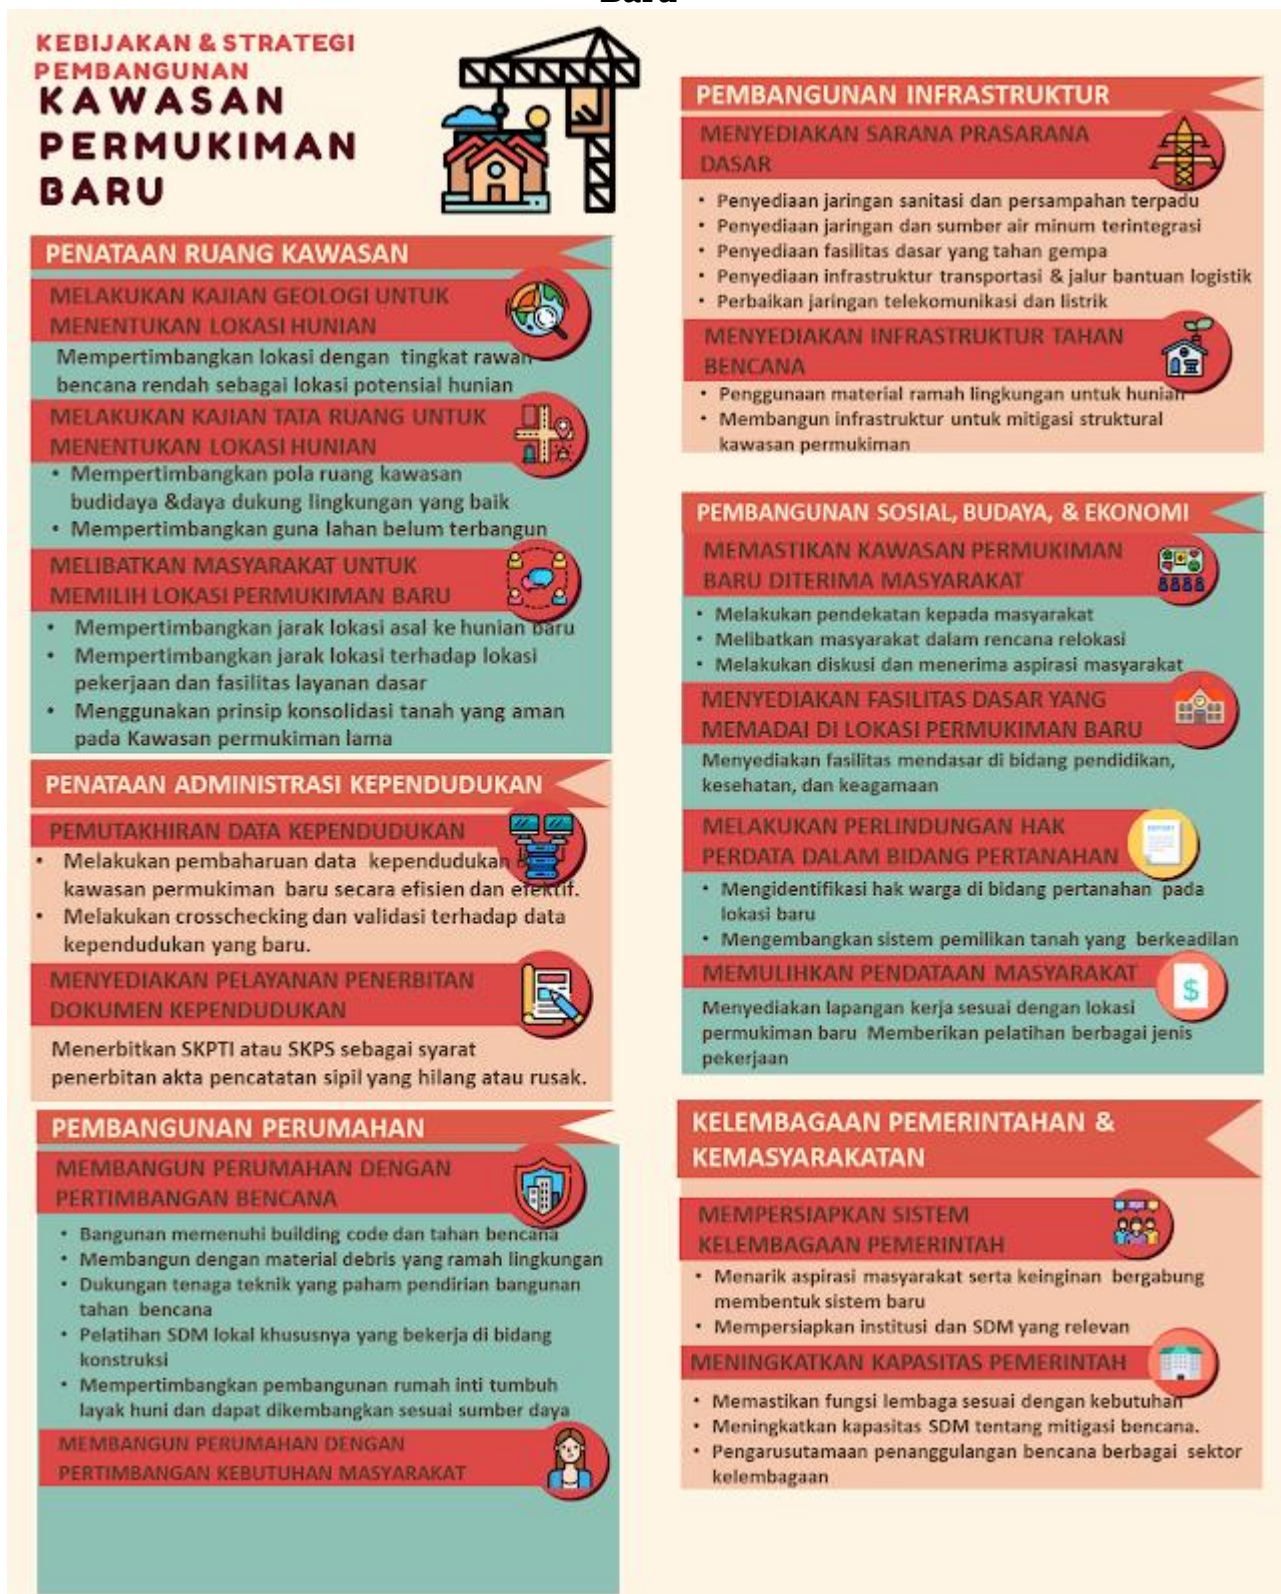 Baru
KEBIJAKAN & STRATEGI
PEMBANGUNAN
KAWASAN
PERMUKIMAN
BARU
PENATAAN RUANG KAWASAN
MELAKUKAN KAJIAN GEOLOGI UNTUK
MENENTUKAN LOKASI HUNIAN
Mempertimbangkan lokasi dengan tingkat rawan
bencana rendah sebagai lokasi potensial hunian
MELAKUKAN KAJIAN TATA RUANG UNTUK
MENENTUKAN LOKASI HUNIAN
• Mempertimbangkan pola ruang kawasan
budidaya &daya dukung lingkungan yang baik
• Mempertimbangkan guna lahan belum terbangun
MELIBATKAN MASYARAKAT UNTUK
MEMILIH LOKASI PERMUKIMAN BARU
• Mempertimbangkan jarak lokasi asal ke hunian baru
• Mempertimbangkan jarak lokasi terhadap lokasi
pekerjaan dan fasilitas layanan dasar
• Menggunakan prinsip konsolidasi tanah yang aman
pada Kawasan permukiman lama
PENATAAN ADMINISTRASI KEPENDUDUKAN
PEMUTAKHIRAN DATA KEPENDUDUKAN
• Melakukan pembaharuan data kependudukan
kawasan permukiman baru secara efisien dan efektif.
• Melakukan crosschecking dan validasi terhadap data
kependudukan yang baru.
MENYEDIAKAN PELAYANAN PENERBITAN
DOKUMEN KEPENDUDUKAN
Menerbitkan SKPTI atau SKPS sebagai syarat
penerbitan akta pencatatan sipil yang hilang atau rusak.
PEMBANGUNAN PERUMAHAN
MEMBANGUN PERUMAHAN DENGAN
PERTIMBANGAN BENCANA
• Bangunan memenuhi building code dan tahan bencana
• Membangun dengan material debris yang ramah lingkungan
• Dukungan tenaga teknik yang paham pendirian bangunan
tahan bencana
• Pelatihan SDM lokal khususnya yang bekerja di bidang
konstruksi
• Mempertimbangkan pembangunan rumah inti tumbuh
layak huni dan dapat dikembangkan sesuai sumber daya
MEMBANGUN PERUMAHAN DENGAN
PERTIMBANGAN KEBUTUHAN MASYARAKAT
PEMBANGUNAN INFRASTRUKTUR
MENYEDIAKAN SARANA PRASARANA
DASAR
• Penyediaan jaringan sanitasi dan persampahan terpadu
• Penyediaan jaringan dan sumber air minum terintegrasi
• Penyediaan fasilitas dasar yang tahan gempa
• Penyediaan infrastruktur transportasi & jalur bantuan logistik
• Perbaikan jaringan telekomunikasi dan listrik
MENYEDIAKAN INFRASTRUKTUR TAHAN
BENCANA
• Penggunaan material ramah lingkungan untuk hunian
• Membangun infrastruktur untuk mitigasi struktural
kawasan permukiman
PEMBANGUNAN SOSIAL, BUDAYA, & EKONOMI
MEMASTIKAN KAWASAN PERMUKIMAN
BARU DITERIMA MASYARAKAT
• Melakukan pendekatan kepada masyarakat
• Melibatkan masyarakat dalam rencana relokasi
• Melakukan diskusi dan menerima aspirasi masyarakat
MENYEDIAKAN FASILITAS DASAR YANG
MEMADAI DI LOKASI PERMUKIMAN BARU
Menyediakan fasilitas mendasar di bidang pendidikan,
kesehatan, dan keagamaan
MELAKUKAN PERLINDUNGAN HAK
PERDATA DALAM BIDANG PERTANAHAN
• Mengidentifikasi hak warga di bidang pertanahan pada
lokasi baru
• Mengembangkan sistem pemilikan tanah yang berkeadilan
MEMULIHKAN PENDATAAN MASYARAKAT
Menyediakan lapangan kerja sesuai dengan lokasi
permukiman baru Memberikan pelatihan berbagai jenis
pekerjaan
KELEMBAGAAN PEMERINTAHAN &
KEMASYARAKATAN
MEMPERSIAPKAN SISTEM
KELEMBAGAAN PEMERINTAH
• Menarik aspirasi masyarakat serta keinginan bergabung
membentuk sistem baru
• Mempersiapkan institusi dan SDM yang relevan
MENINGKATKAN KAPASITAS PEMERINTAH
• Memastikan fungsi lembaga sesuai dengan kebutuhan
• Meningkatkan kapasitas SDM tentang mitigasi bencana.
• Pengarusutamaan penanggulangan bencana berbagai sektor
kelembagaan